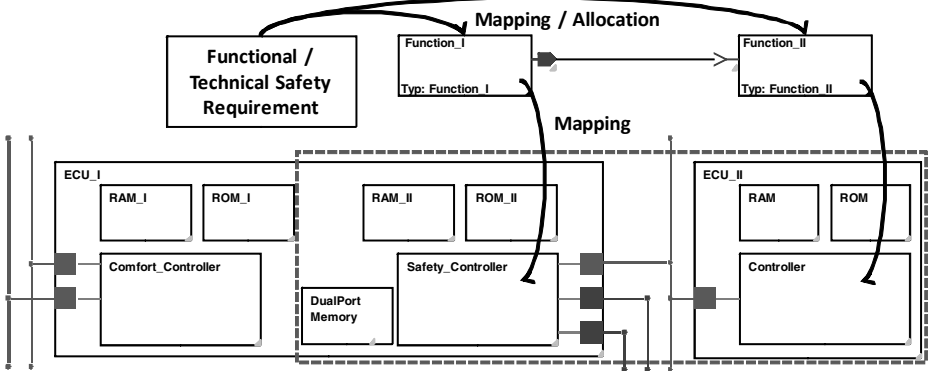 Mapping / Allocation
Functional /
Technical Safety
Requirement
Function_I
Typ: Function_I
Function_II
Typ: Function_II
Mapping
ECU_I
RAM_I
ROM_I
RAM_II
ROM_II
Comfort_Controller
DualPort
Memory
Safety_Controller
ECU_II
RAM
ROM
Controller